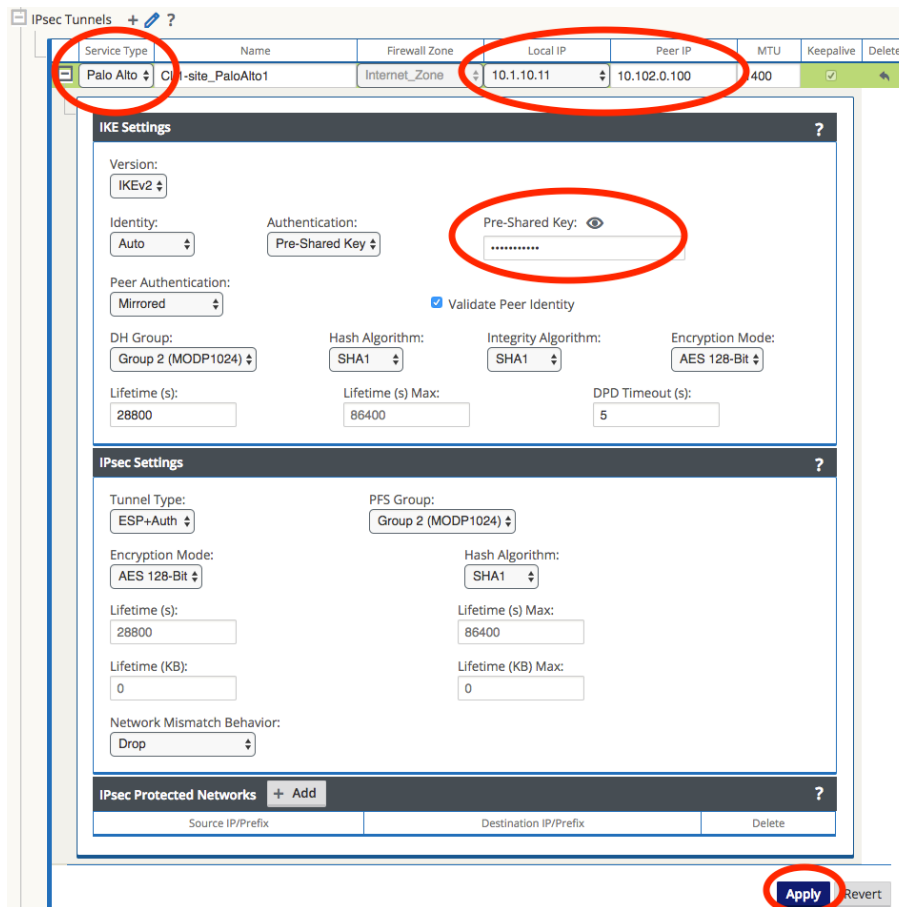 IPsec Tunnels + ?
Service Type Name Firewall Zone Local IP Peer IP MTU Keepalive Delete
Palo Alto Internet_Zone 10.1.10.11 10.102.0.100
IKE Settings ?
Version:
IKEv2
Identity: Authentication: Pre-Shared Key:
Auto Pre-Shared Key •••••••••••
Peer Authentication:
Mirrored Validate Peer Identity
DH Group: Hash Algorithm: Integrity Algorithm: Encryption Mode:
Group 2 (MODP1024) SHA1 SHA1 AES 128-Bit
Lifetime (s): Lifetime (s) Max: DPD Timeout (s):
28800 86400 5
IPsec Settings ?
Tunnel Type: PFS Group:
ESP+Auth Group 2 (MODP1024)
Encryption Mode: Hash Algorithm:
AES 128-Bit SHA1
Lifetime (s): Lifetime (s) Max:
28800 86400
Lifetime (KB): Lifetime (KB) Max:
0 0
Network Mismatch Behavior:
Drop
IPsec Protected Networks + Add ?
Source IP/Prefix Destination IP/Prefix Delete
Apply Revert